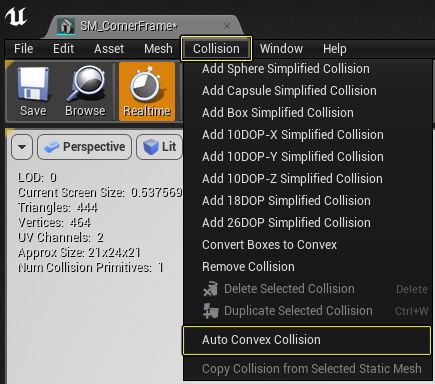 SM_CornerFrame*
File Edit Asset Mesh Collision Window Help
Save Browse Realtime
Perspective Lit
LOD: 0
Current Screen Size: 0.537569
Triangles: 444
Vertices: 464
UV Channels: 2
Approx Size: 21x24x21
Num Collision Primitives: 1
Add Sphere Simplified Collision
Add Capsule Simplified Collision
Add Box Simplified Collision
Add 10DOP-X Simplified Collision
Add 10DOP-Y Simplified Collision
Add 10DOP-Z Simplified Collision
Add 18DOP Simplified Collision
Add 26DOP Simplified Collision
Convert Boxes to Convex
Remove Collision
Delete Selected Collision Delete
Duplicate Selected Collision Ctrl+W
Auto Convex Collision
Copy Collision from Selected Static Mesh